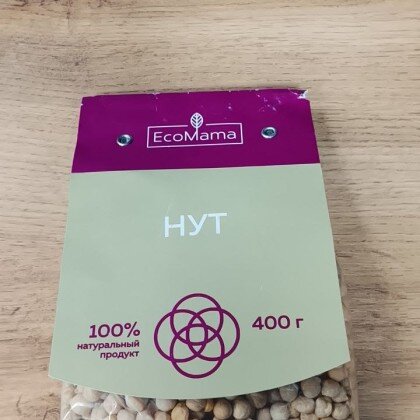 EcoMama
НУТ
100%
натуральный
продукт
400 г